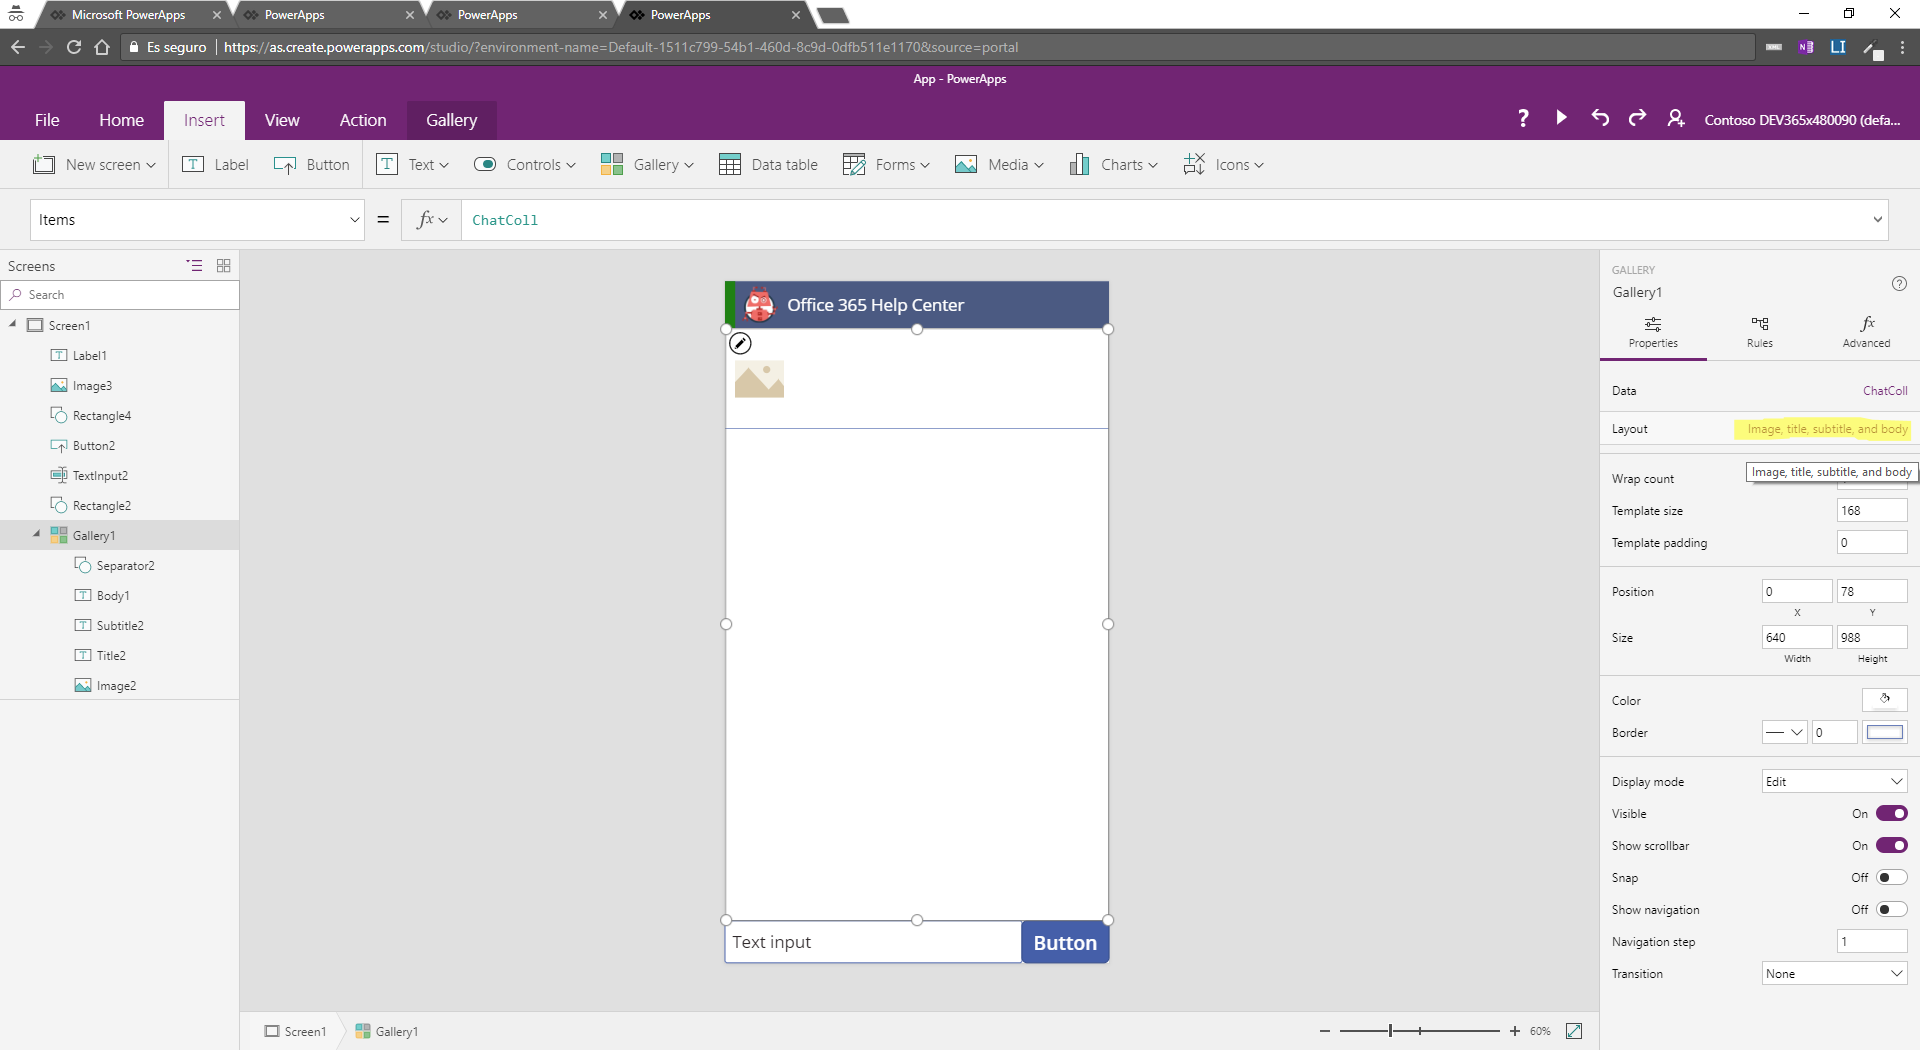 Microsoft PowerApps
PowerApps
PowerApps
PowerApps
Es seguro
https://as.create.powerapps.com/studio/?environment-name=Default-1511c799-54b1-460d-8c9d-0dfb511e1170&source=portal
LI
App - PowerApps
File Home Insert View Action Gallery
? Contoso DEV365x480090 (defa...
New screen Label Button Text Controls Gallery Data table Forms Media Charts Icons
Items = fx ChatColl
Screens
Search
Screen1
Label1
Image3
Rectangle4
Button2
TextInput2
Rectangle2
Gallery1
Separator2
Body1
Subtitle2
Title2
Image2
Office 365 Help Center
Text input
Button
GALLERY
Gallery1
Properties Rules Advanced
Data ChatColl
Layout Image, title, subtitle, and body
Image, title, subtitle, and body
Wrap count
Template size 168
Template padding 0
Position 0 78
X Y
Size 640 988
Width Height
Color
Border 0
Display mode Edit
Visible On
Show scrollbar On
Snap Off
Show navigation Off
Navigation step 1
Transition None
Screen1 Gallery1
60%